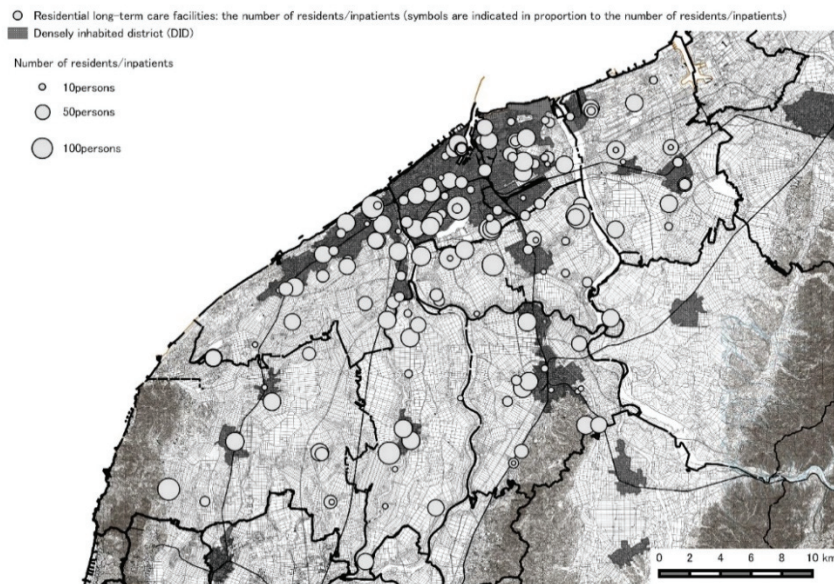 Residential long-term care facilities: the number of residents/inpatients (symbols are indicated in proportion to the number of residents/inpatients)
Densely inhabited district (DID)
Number of residents/inpatients
10persons
50persons
100persons
0 2 4 6 8 10 km